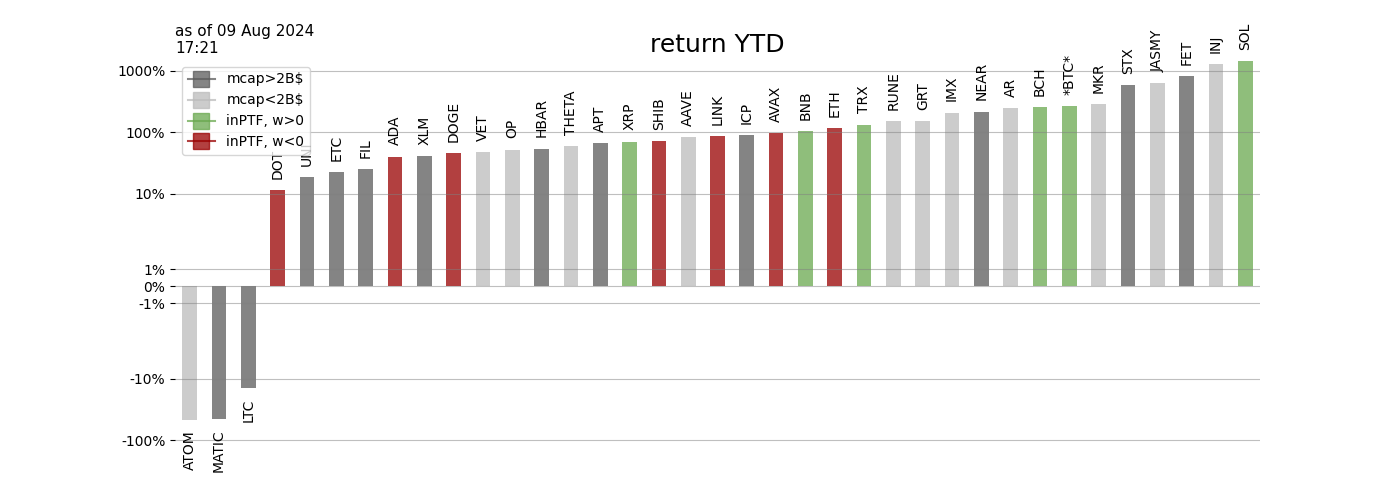 as of 09 Aug 2024
17:21
return YTD
mcap>2B$
mcap<2B$
inPTF, w>0
inPTF, w<0
1000%
100%
10%
1%
0%
-1%
-10%
-100%
ATOM
MATIC
LTC
DOT
ETC
FIL
ADA
XLM
DOGE
VET
OP
HBAR
THETA
APT
XRP
SHIB
AAVE
LINK
ICP
AVAX
BNB
ETH
TRX
RUNE
GRT
IMX
NEAR
AR
BCH
*BTC*
MKR
STX
JASMY
FET
INJ
SOL